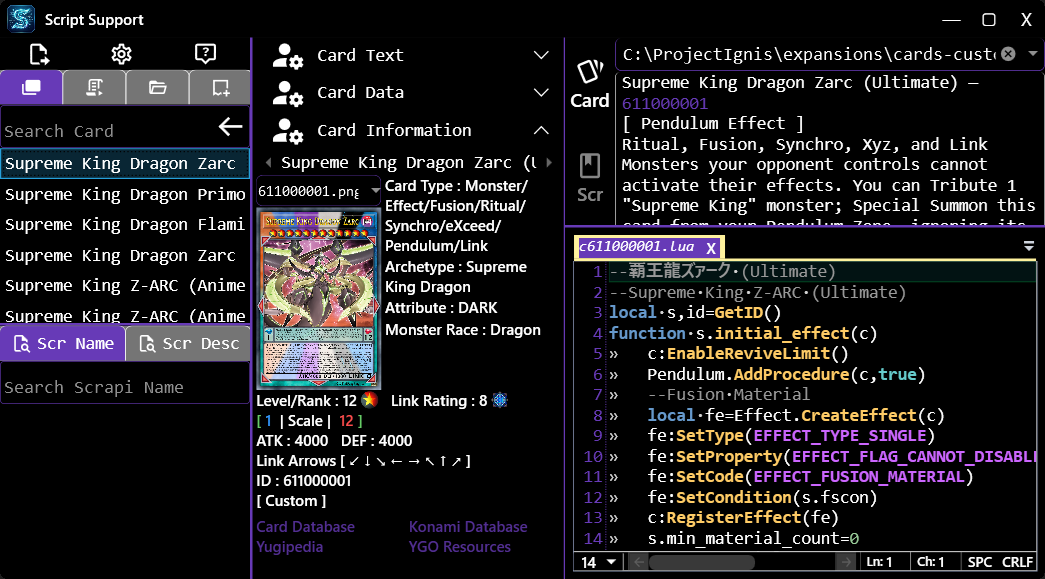 Script Support
X
Search Card
Supreme King Dragon Zarc
Supreme King Dragon Primo
Supreme King Dragon Flami
Supreme King Dragon Zarc
Supreme King Z-ARC (Anime
Supreme King Z-ARC (Anime
Scr Name
Scr Desc
Search Scrapi Name
Card Text
Card Data
Card Information
Supreme King Dragon Zarc (U
611000001.png
Card Type : Monster/
Effect/Fusion/Ritual/
Synchro/eXceed/
Pendulum/Link
Archetype : Supreme
King Dragon
Attribute : DARK
Monster Race : Dragon
Level/Rank : 12
Link Rating : 8
[ 1 | Scale | 12 ]
ATK : 4000 DEF : 4000
Link Arrows [ ↙ ↓ ↘ ← → ↖ ↑ ↗ ]
ID : 611000001
[ Custom ]
Card Database
Konami Database
Yugipedia
YGO Resources
Card
Scr
C:\ProjectIgnis\expansions\cards-custo
Supreme King Dragon Zarc (Ultimate) —
611000001
[ Pendulum Effect ]
Ritual, Fusion, Synchro, Xyz, and Link
Monsters your opponent controls cannot
activate their effects. You can Tribute 1
"Supreme King" monster; Special Summon this
card from your Pendulum Zone, ignoring its
c611000001.lua X
1 --覇王龍ズァーク·(Ultimate)
2 --Supreme·King·Z-ARC·(Ultimate)
3 local·s,id=GetID()
4 function·s.initial_effect(c)
5 » c:EnableReviveLimit()
6 » Pendulum.AddProcedure(c,true)
7 » --Fusion·Material
8 » local·fe=Effect.CreateEffect(c)
9 » fe:SetType(EFFECT_TYPE_SINGLE)
10 » fe:SetProperty(EFFECT_FLAG_CANNOT_DISABL
11 » fe:SetCode(EFFECT_FUSION_MATERIAL)
12 » fe:SetCondition(s.fscon)
13 » c:RegisterEffect(fe)
14 » s.min_material_count=0
14
Ln: 1
Ch: 1
SPC
CRLF